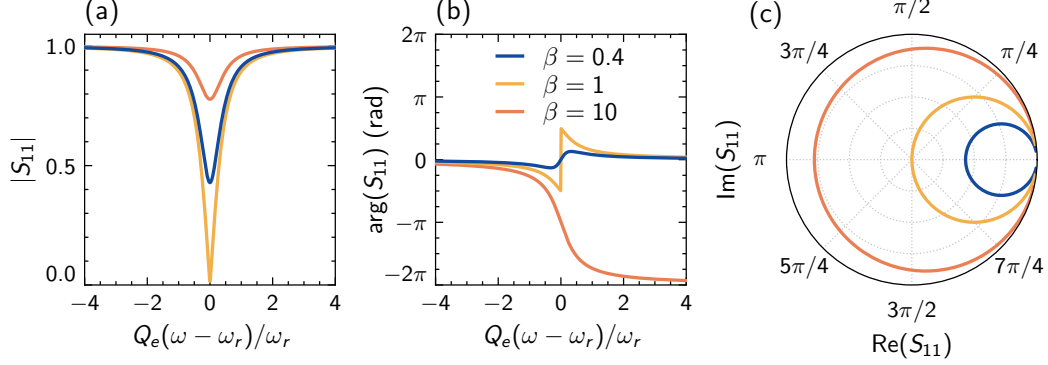 (a)
|S₁₁|
1.0
0.5
0.0
−4
−2
0
2
4
Qₑ(ω − ωᵣ)/ωᵣ
(b)
arg(S₁₁) (rad)
2π
π
0
−π
−2π
β = 0.4
β = 1
β = 10
−4
−2
0
2
4
Qₑ(ω − ωᵣ)/ωᵣ
(c)
π/2
3π/4
π/4
Im(S₁₁)
π
5π/4
7π/4
3π/2
Re(S₁₁)